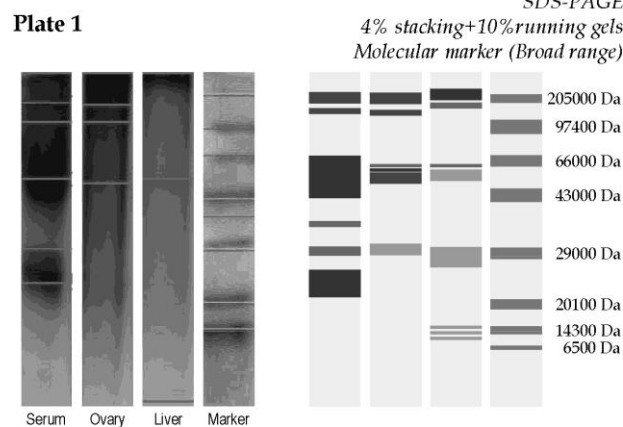 SDS-PAGE
Plate 1
4% stacking+10%running gels
Molecular marker (Broad range)
205000 Da
97400 Da
66000 Da
43000 Da
29000 Da
20100 Da
14300 Da
6500 Da
Serum Ovary Liver Marker